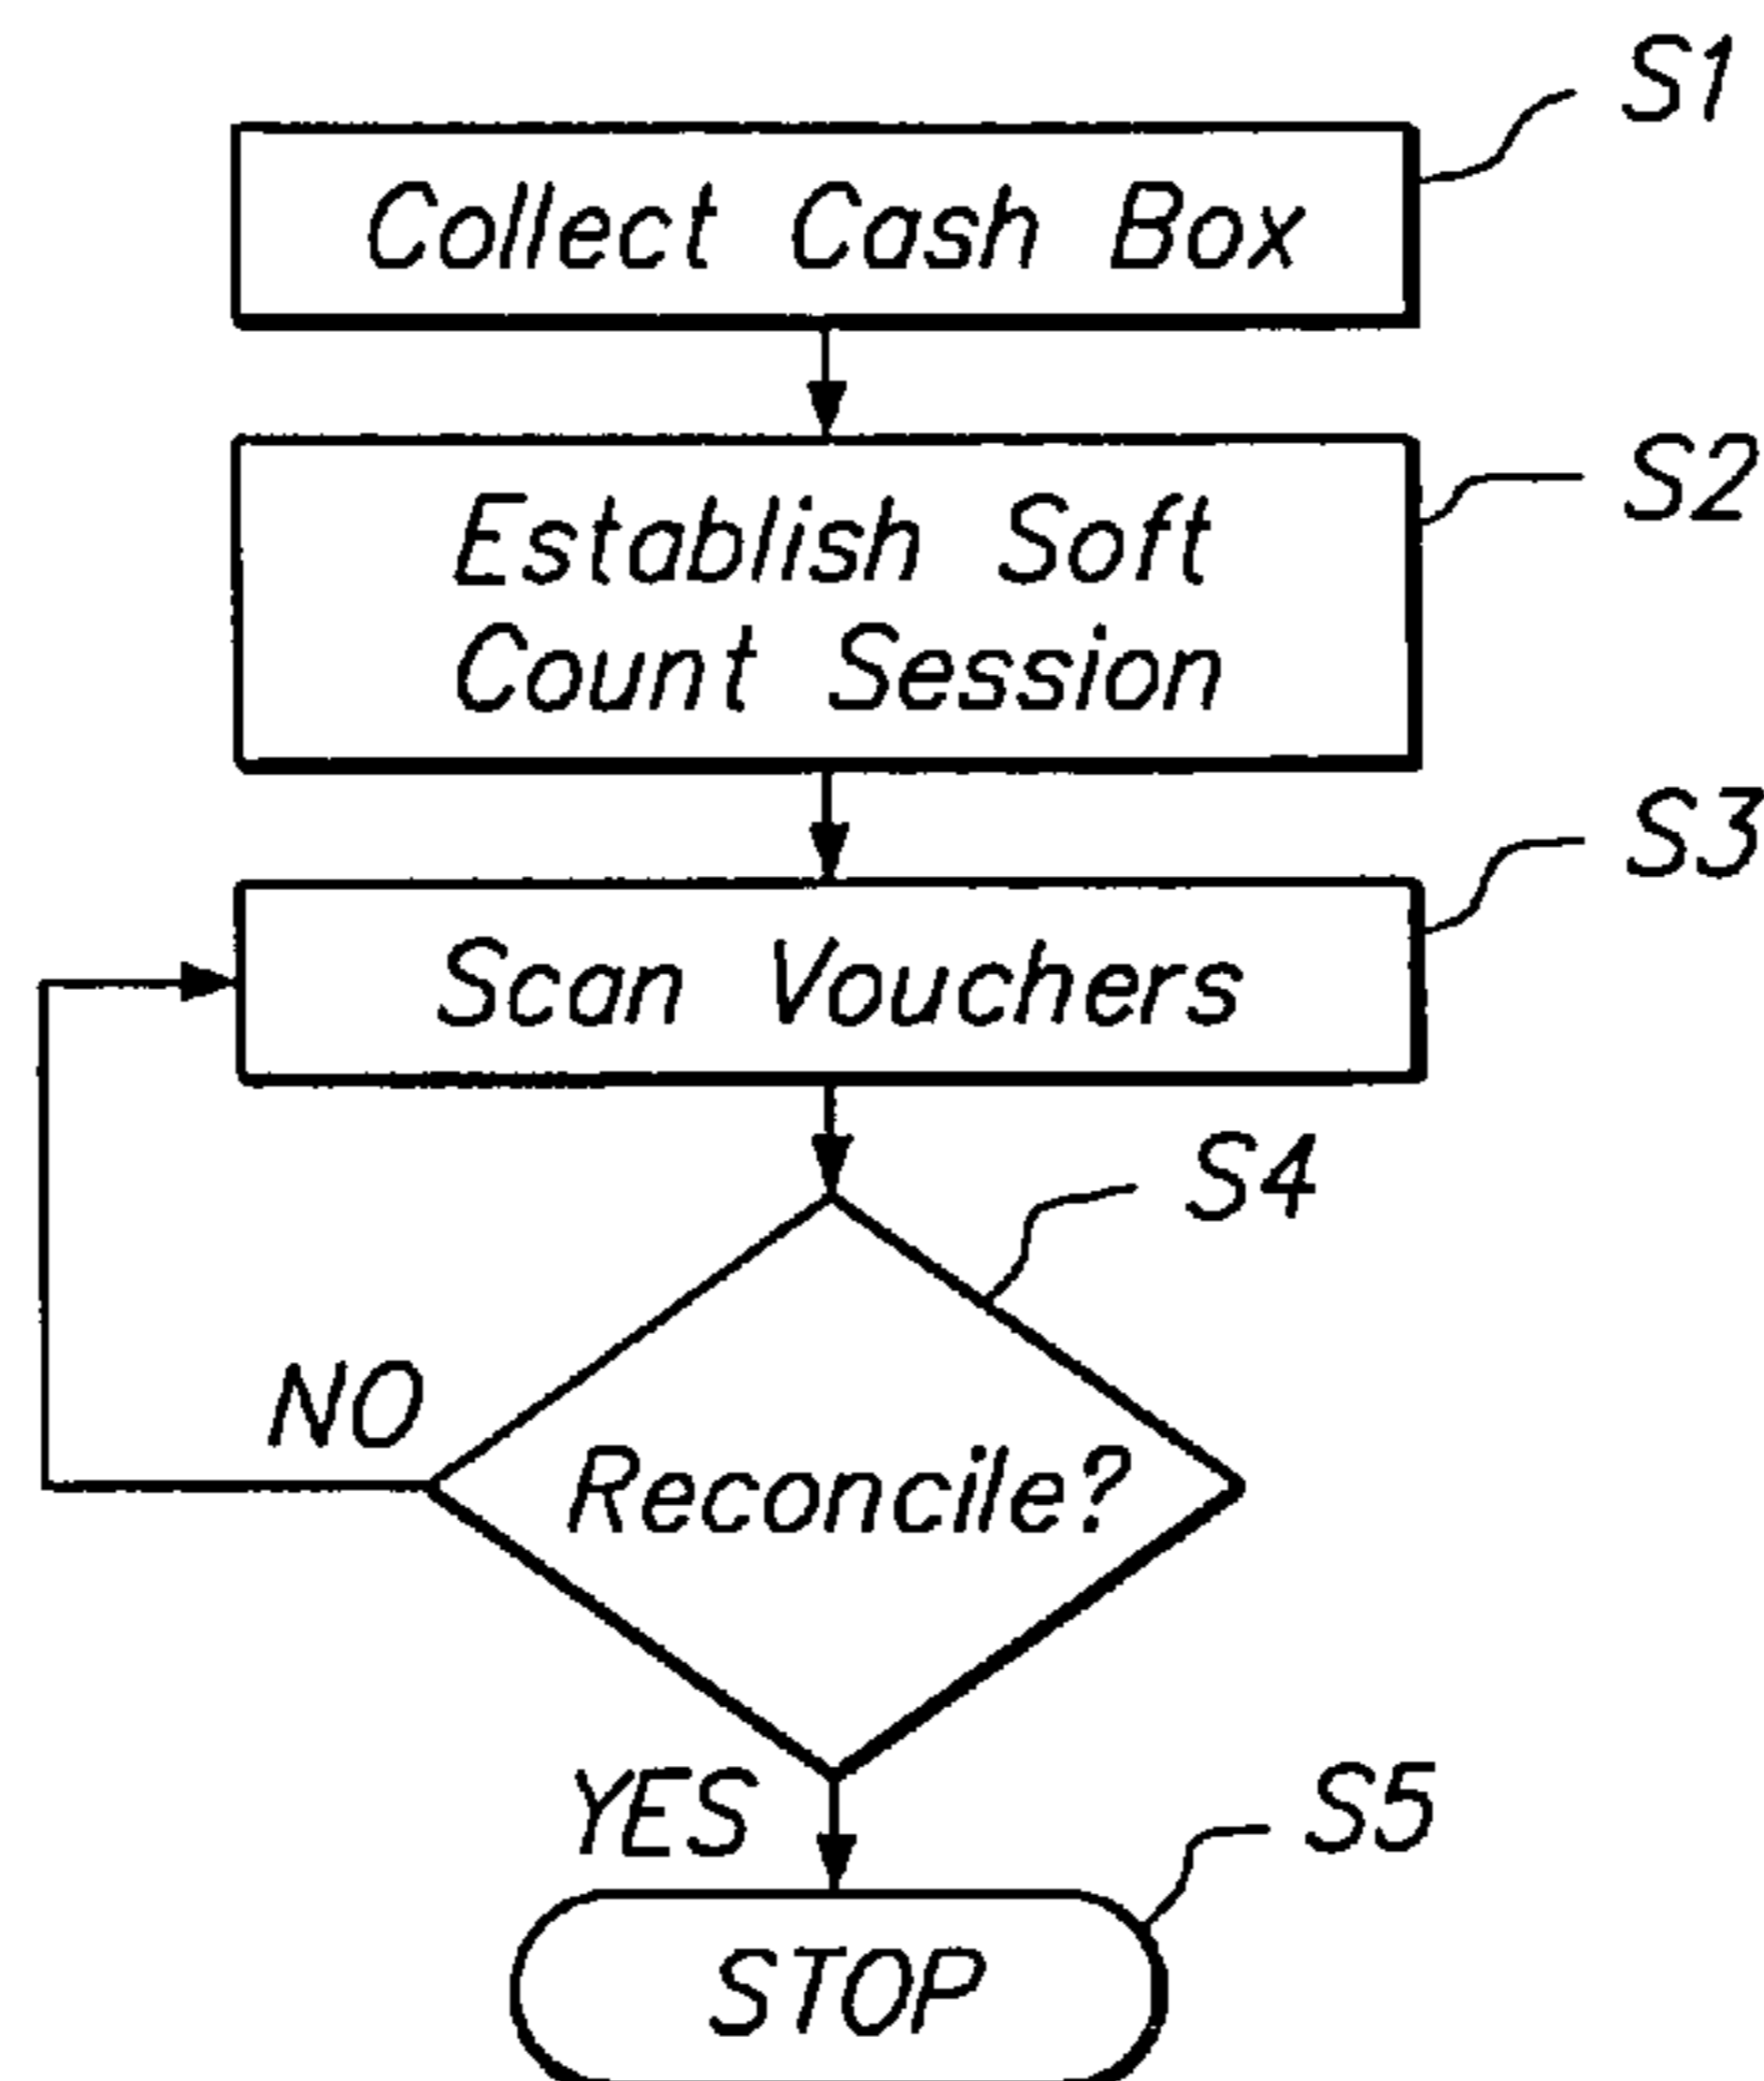 S1
Collect Cash Box
S2
Establish Soft
Count Session
S3
Scan Vouchers
S4
NO
Reconcile?
YES
S5
STOP